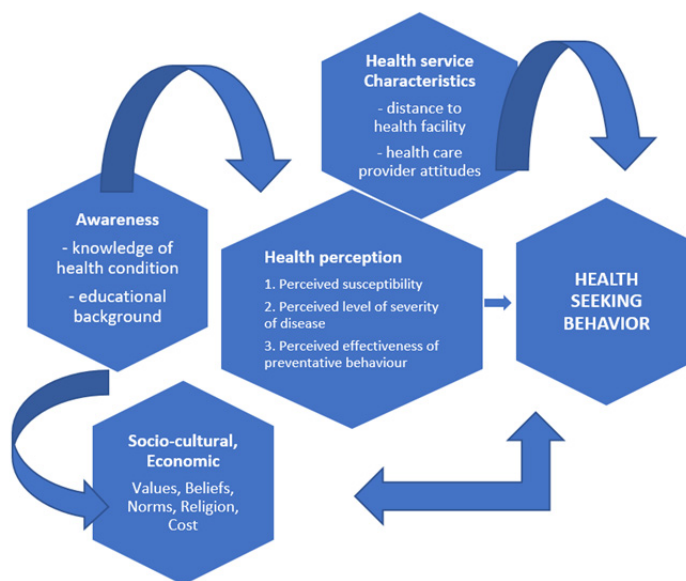 Health service
Characteristics
- distance to
health facility
- health care
provider attitudes
Awareness
- knowledge of
health condition
- educational
background
Health perception
1. Perceived susceptibility
2. Perceived level of severity
of disease
3. Perceived effectiveness of
preventative behaviour
HEALTH
SEEKING
BEHAVIOR
Socio-cultural,
Economic
Values, Beliefs,
Norms, Religion,
Cost